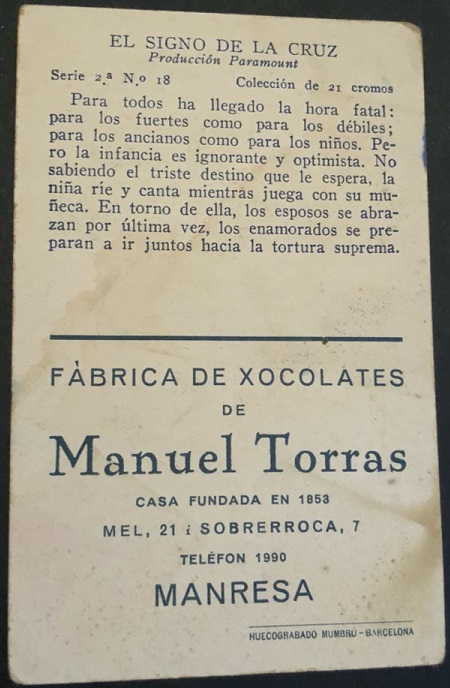 EL SIGNO DE LA CRUZ
Producción Paramount
Serie 2.ª N.º 18 Colección de 21 cromos
Para todos ha llegado la hora fatal:
para los fuertes como para los débiles;
para los ancianos como para los niños. Pe-
ro la infancia es ignorante y optimista. No
sabiendo el triste destino que le espera, la
niña ríe y canta mientras juega con su mu-
ñeca. En torno de ella, los esposos se abra-
zan por última vez, los enamorados se pre-
paran a ir juntos hacia la tortura suprema.
FÀBRICA DE XOCOLATES
DE
Manuel Torras
CASA FUNDADA EN 1853
MEL, 21 i SOBRERROCA, 7
TELÈFON 1990
MANRESA
HUECOGRABADO MUMBRÚ - BARCELONA